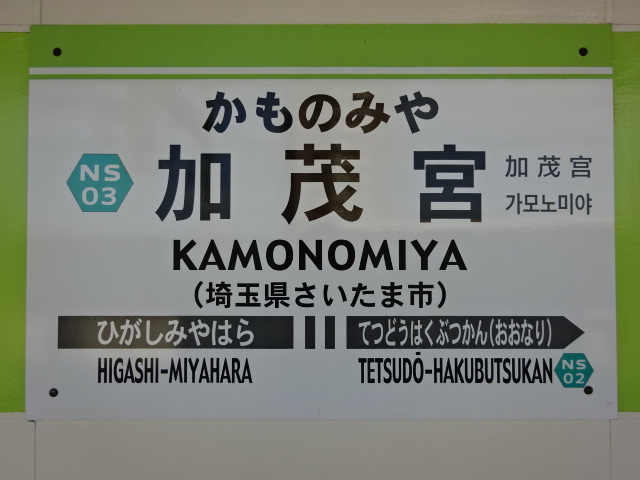 かものみや
NS
03
加茂宮
加茂宮
가모노미야
KAMONOMIYA
(埼玉県さいたま市)
ひがしみやはら
てつどうはくぶつかん(おおなり)
HIGASHI-MIYAHARA
TETSUDŌ-HAKUBUTSUKAN
NS
02